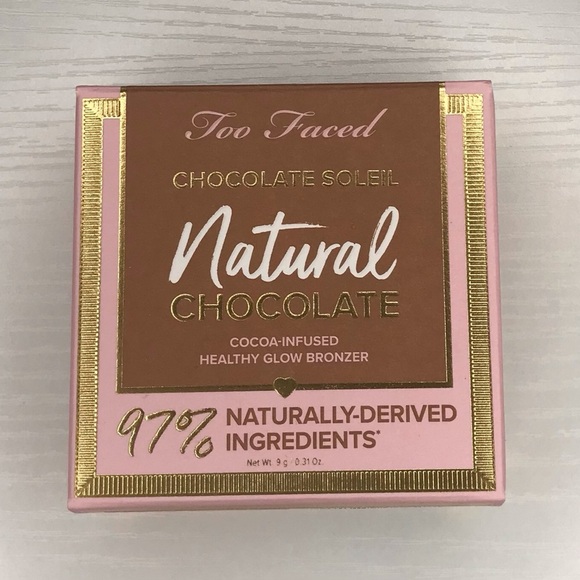 Too Faced
CHOCOLATE SOLEIL
Natural
CHOCOLATE
COCOA-INFUSED
HEALTHY GLOW BRONZER
97% NATURALLY-DERIVED
INGREDIENTS*
Net Wt. 9 g / 0.31 Oz.